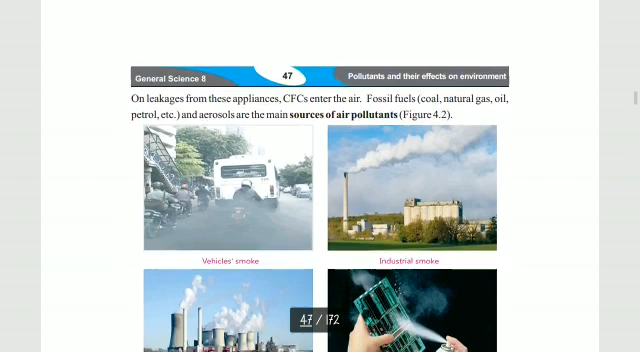 General Science 8
47
Pollutants and their effects on environment
On leakages from these appliances, CFCs enter the air. Fossil fuels (coal, natural gas, oil,
petrol, etc.) and aerosols are the main sources of air pollutants (Figure 4.2).
Vehicles' smoke
Industrial smoke
47 / 172